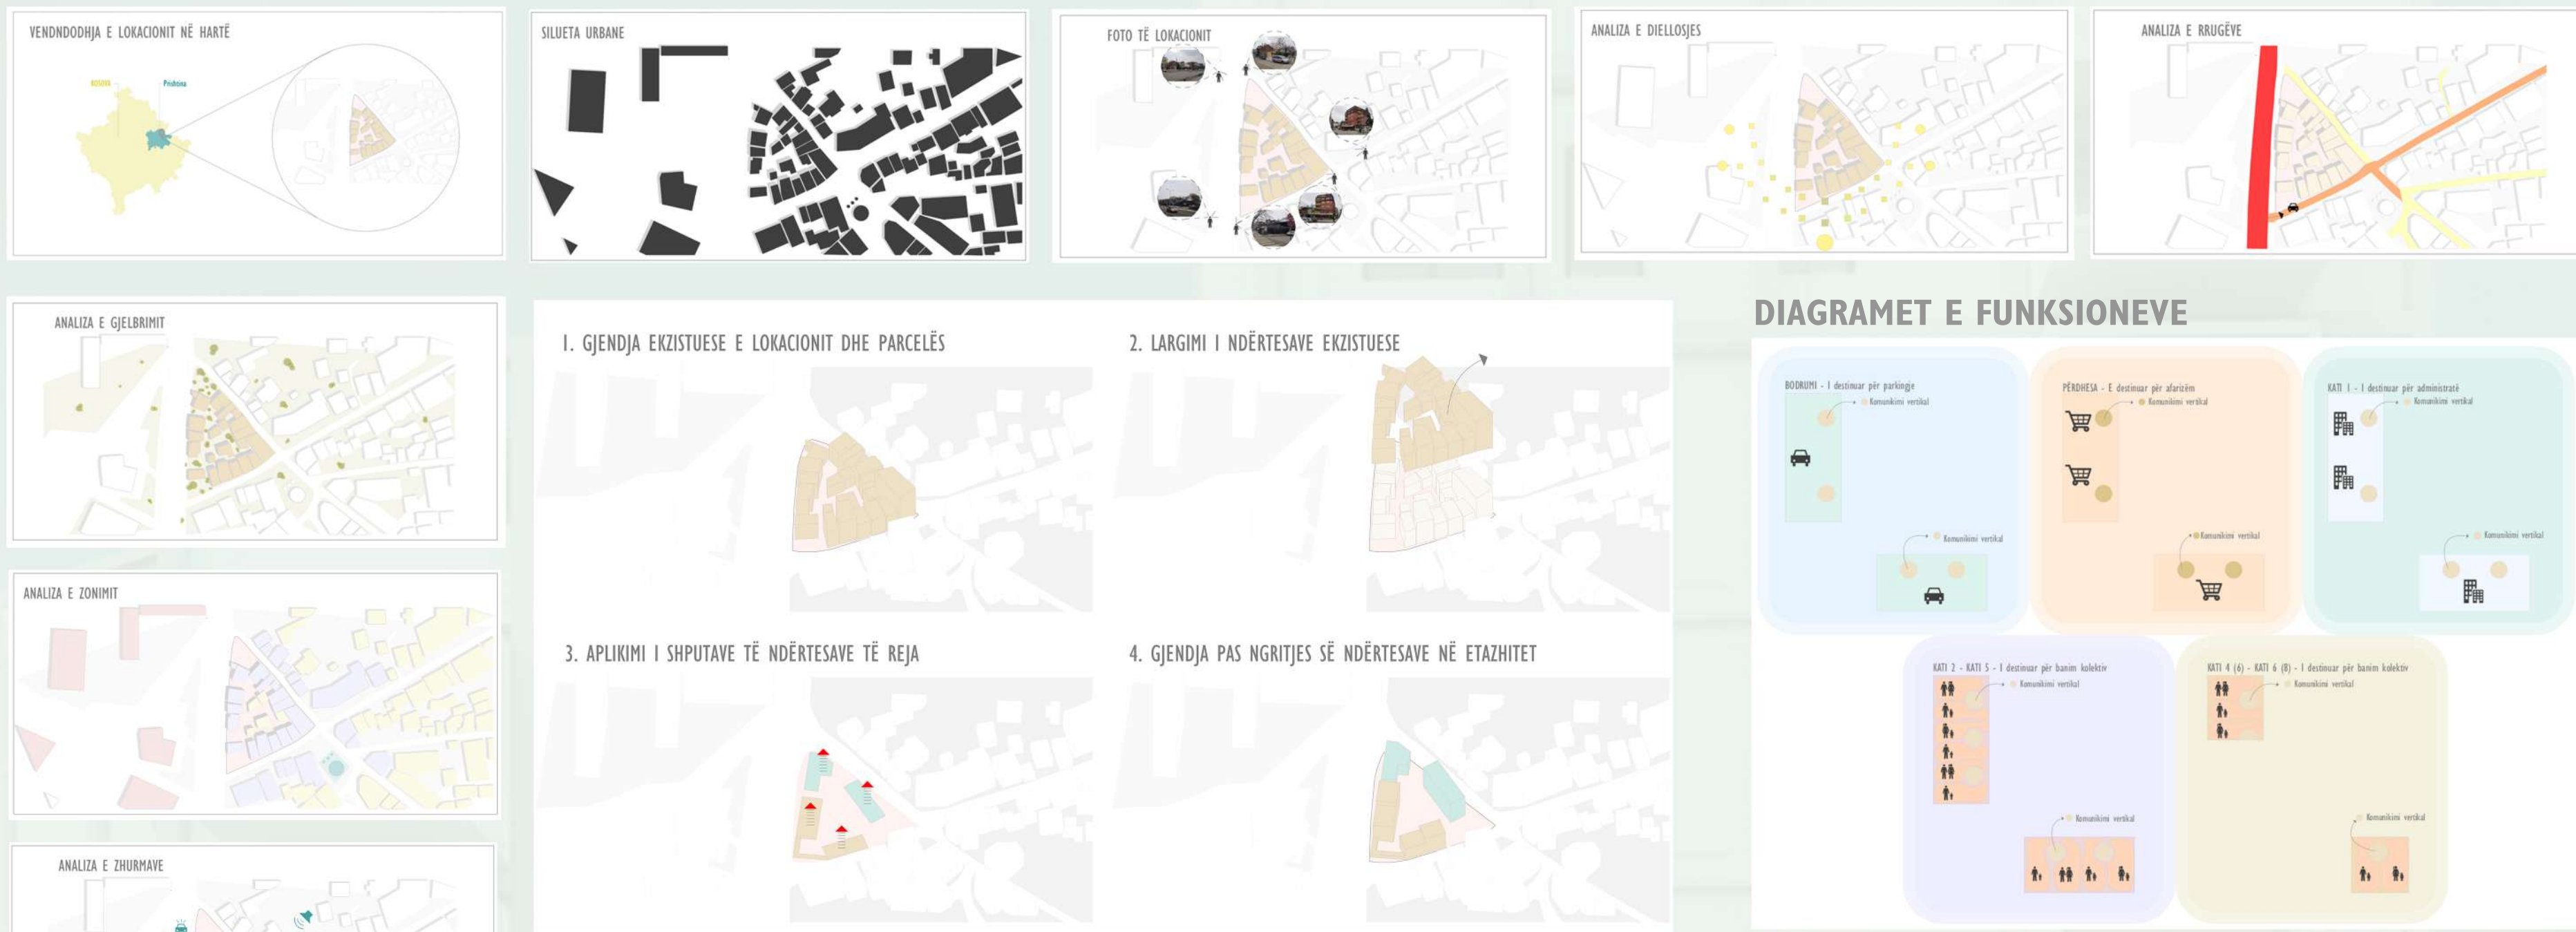 VENDNDODHJA E LOKACIONIT NË HARTË
KOSOVA
Prishtina
SILUETA URBANE
FOTO TË LOKACIONIT
ANALIZA E DIELLOSJES
ANALIZA E RRUGËVE
ANALIZA E GJELBRIMIT
ANALIZA E ZONIMIT
ANALIZA E ZHURMAVE
1. GJENDJA EKZISTUESE E LOKACIONIT DHE PARCELËS
2. LARGIMI I NDËRTESAVE EKZISTUESE
3. APLIKIMI I SHPUTAVE TË NDËRTESAVE TË REJA
4. GJENDJA PAS NGRITJES SË NDËRTESAVE NË ETAZHITET
DIAGRAMET E FUNKSIONEVE
BODRUMI - I destinuar për parkingje
Komunikimi vertikal
Komunikimi vertikal
PËRDHESA - E destinuar për afarizëm
Komunikimi vertikal
Komunikimi vertikal
KATI 1 - I destinuar për administratë
Komunikimi vertikal
Komunikimi vertikal
KATI 2 - KATI 5 - I destinuar për banim kolektiv
Komunikimi vertikal
Komunikimi vertikal
KATI 4 (6) - KATI 6 (8) - I destinuar për banim kolektiv
Komunikimi vertikal
Komunikimi vertikal